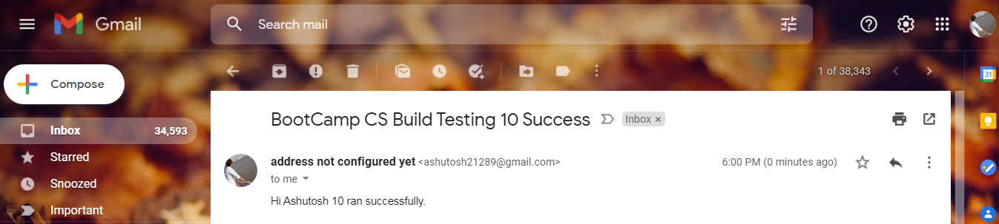 Gmail
Search mail
Compose
1 of 38,343
31
Inbox 34,593
Starred
Snoozed
Important
BootCamp CS Build Testing 10 Success Inbox ×
address not configured yet <ashutosh21289@gmail.com> 6:00 PM (0 minutes ago)
to me
Hi Ashutosh 10 ran successfully.